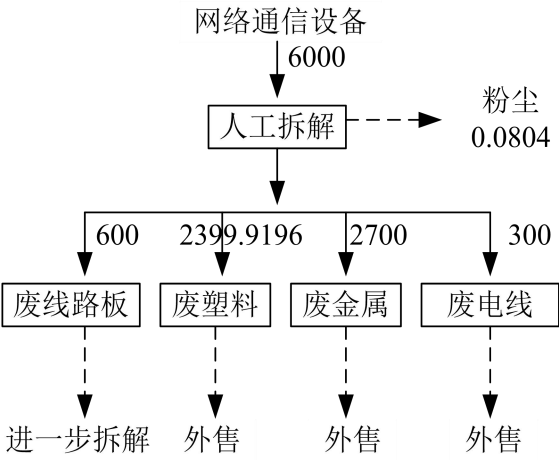 网络通信设备
6000
粉尘
人工拆解
0.0804
600
2399.9196
2700
300
废线路板
废塑料
废金属
废电线
进一步拆解
外售
外售
外售